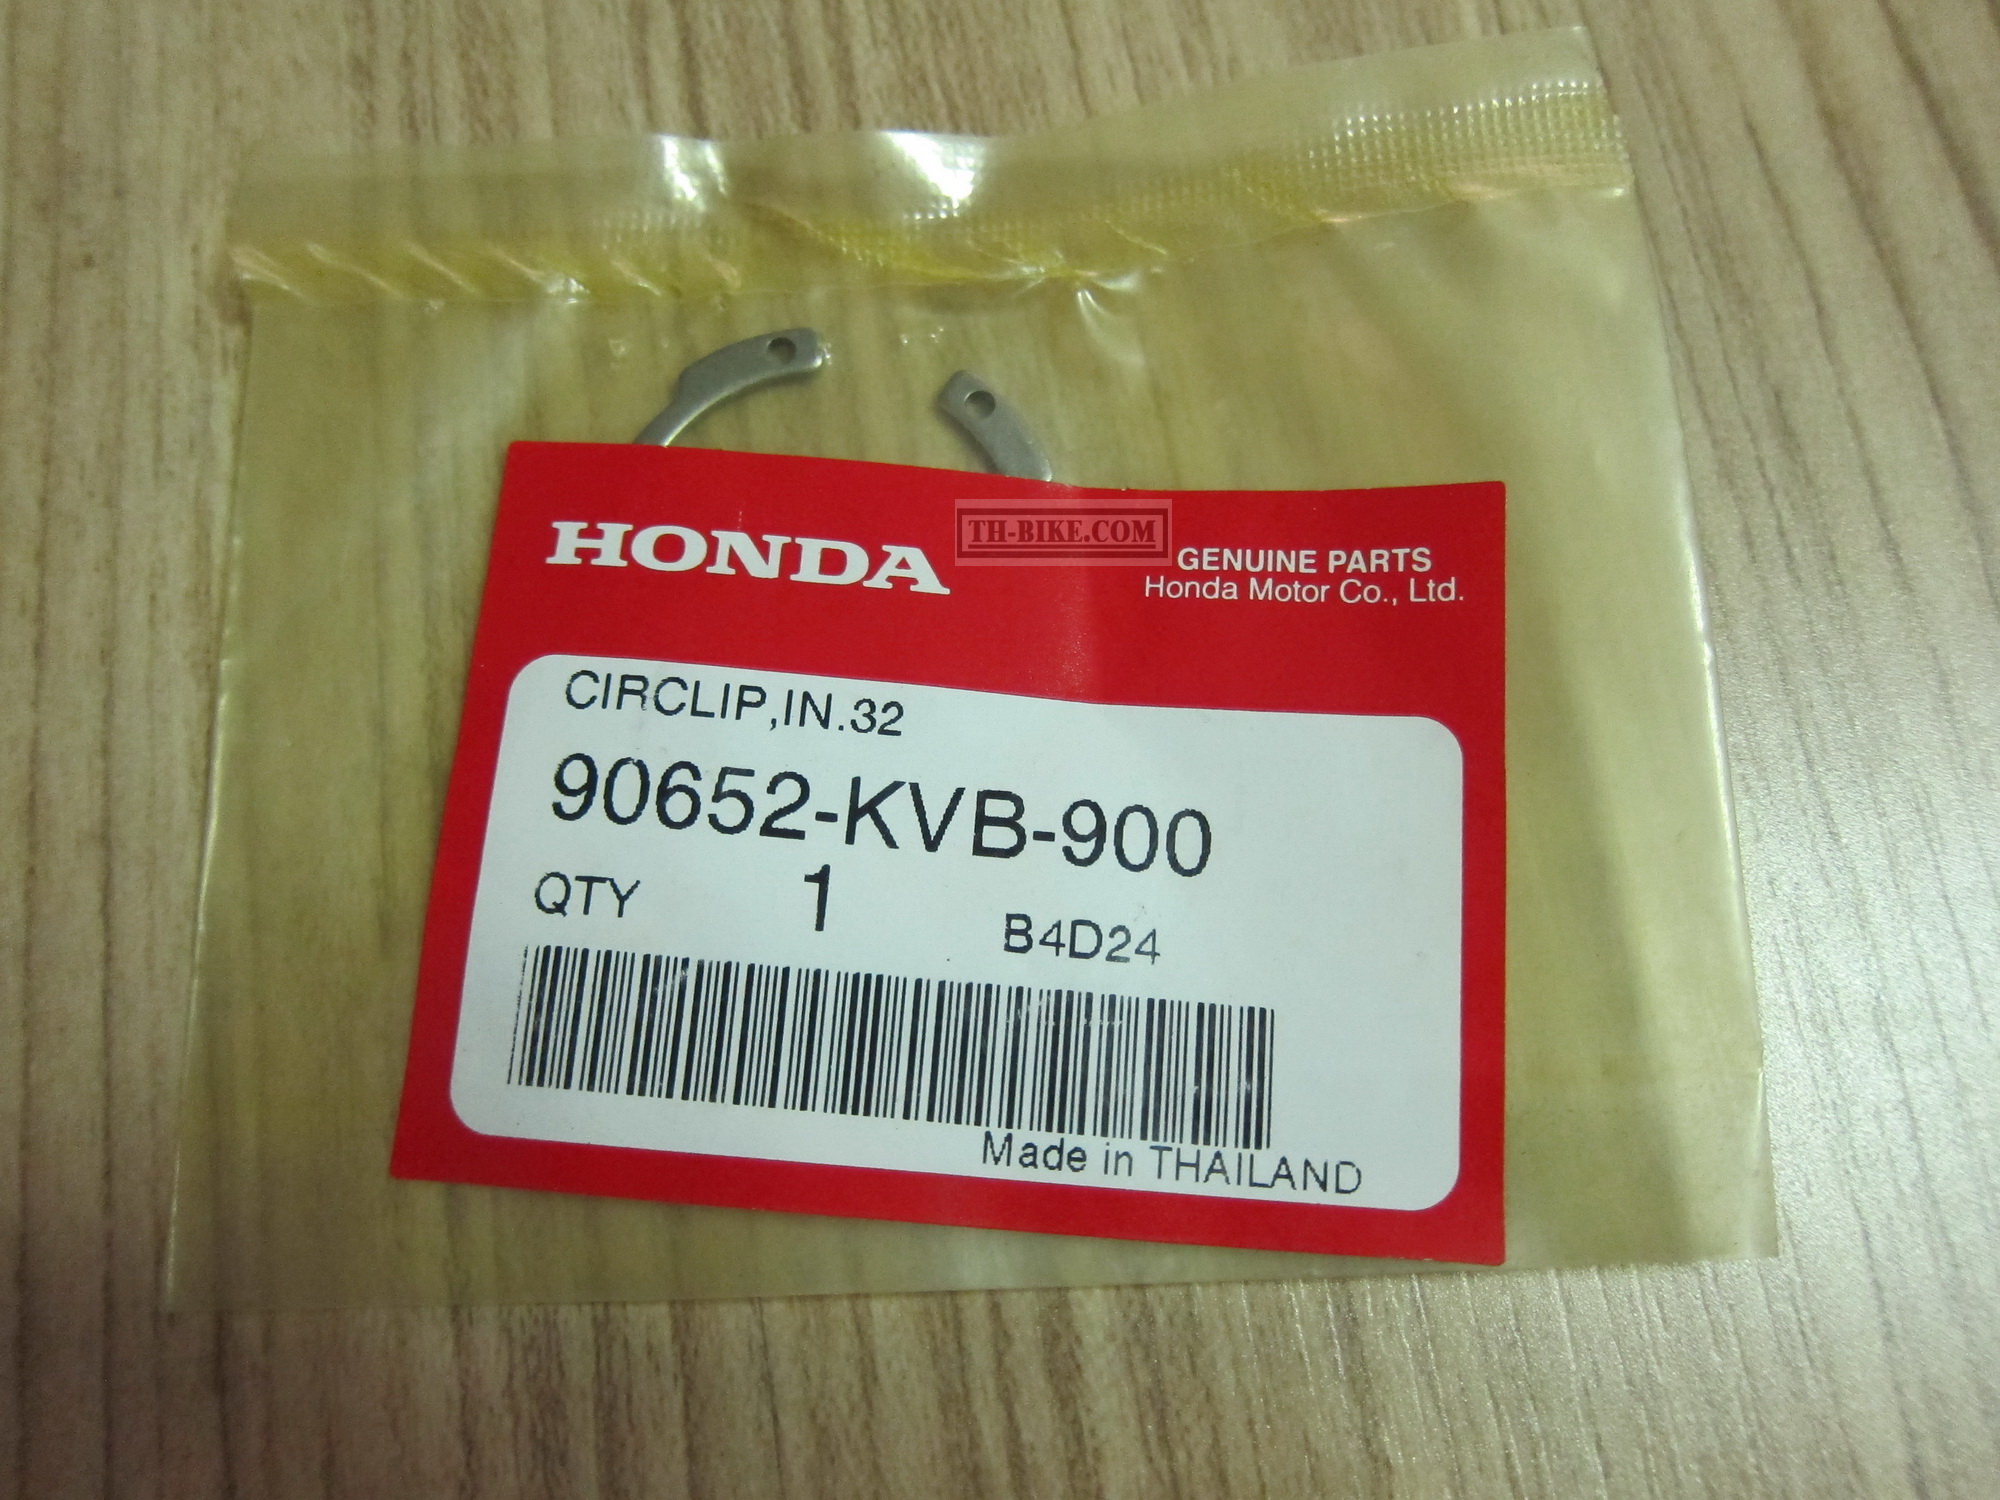 HONDA
TH-BIKE.COM
GENUINE PARTS
Honda Motor Co., Ltd.
CIRCLIP,IN.32
90652-KVB-900
QTY 1 B4D24
Made in THAILAND